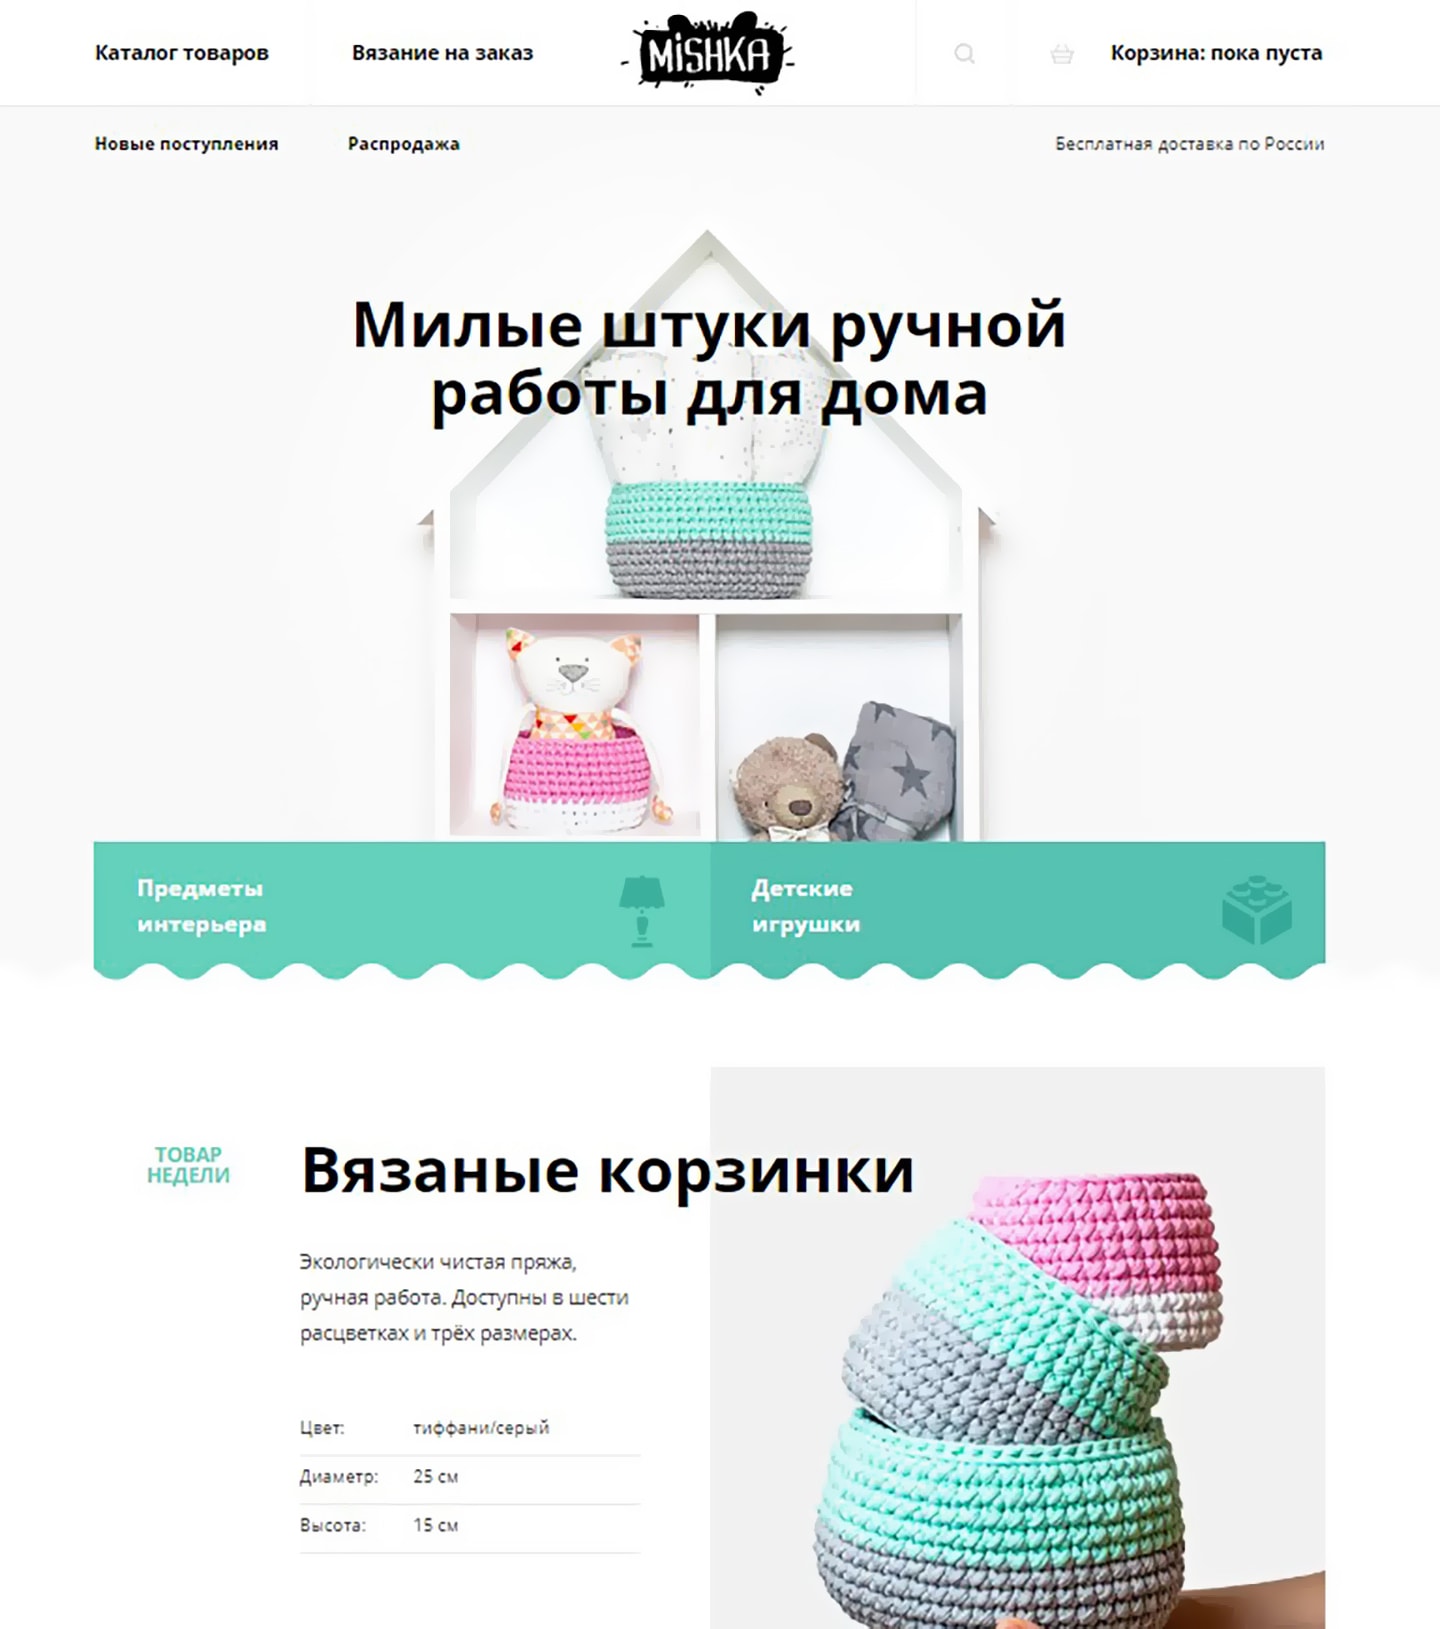 Каталог товаров
Вязание на заказ
MiSHKA
Корзина: пока пуста
Новые поступления
Распродажа
Бесплатная доставка по России
Милые штуки ручной
работы для дома
Предметы
интерьера
Детские
игрушки
ТОВАР
НЕДЕЛИ
Вязаные корзинки
Экологически чистая пряжа,
ручная работа. Доступны в шести
расцветках и трёх размерах.
Цвет: тиффани/серый
Диаметр: 25 см
Высота: 15 см